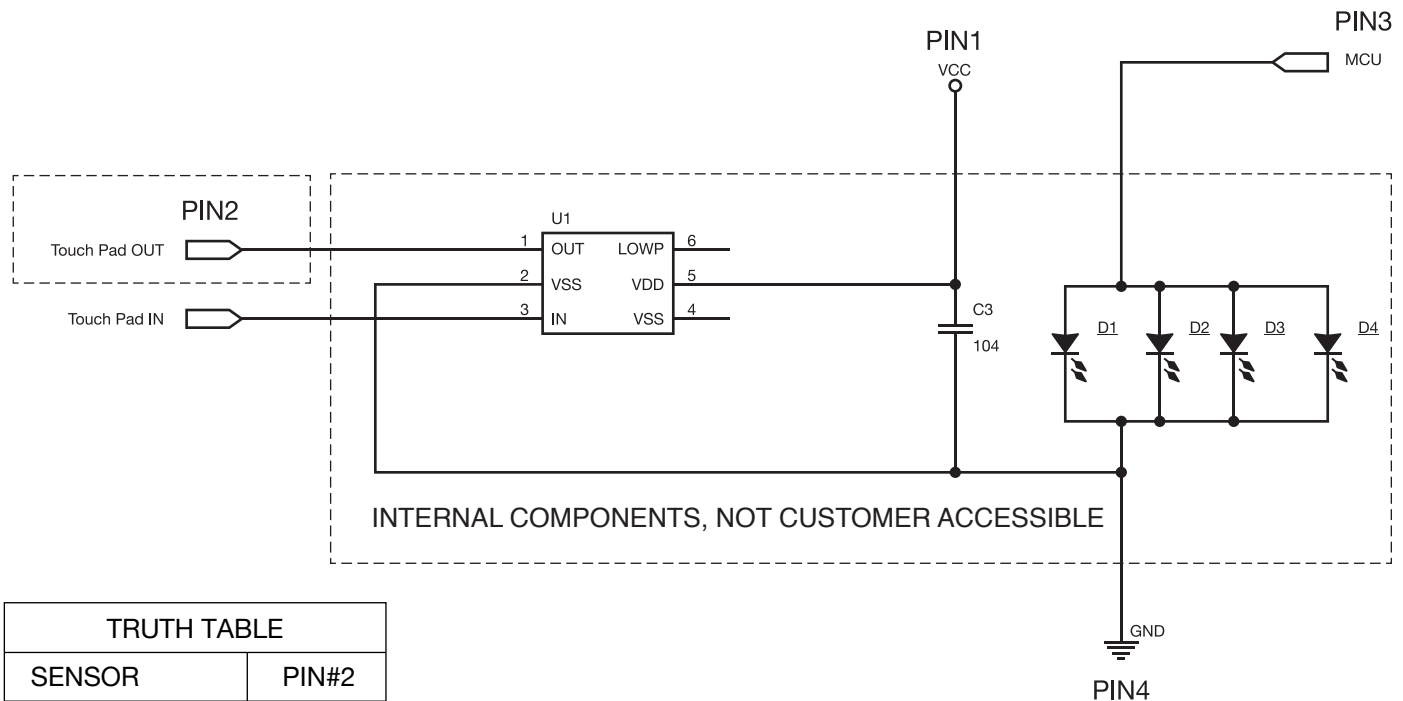 PIN3
MCU
PIN1
VCC
PIN2
Touch Pad OUT
Touch Pad IN
U1
1 OUT LOWP 6
2 VSS VDD 5
3 IN VSS 4
C3
104
D1 D2 D3 D4
INTERNAL COMPONENTS, NOT CUSTOMER ACCESSIBLE
GND
PIN4
TRUTH TABLE
SENSOR PIN#2